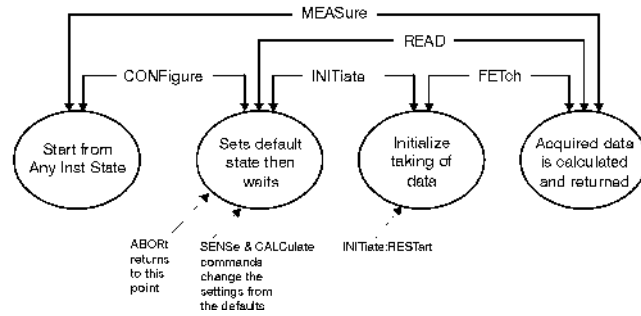 MEASure
READ
CONFigure
INITiate
FETch
Start from
Any Inst State
Sets default
state then
waits
Initialize
taking of
data
Acquired data
is calculated
and returned
ABORt
returns
to this
point
SENSe & CALCulate
commands
change the
settings from
the defaults
INITiate:RESTart